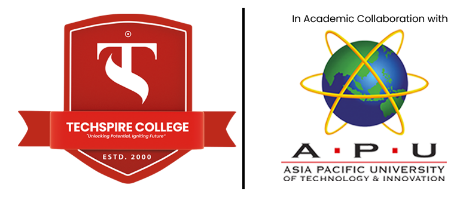 TECHSPIRE COLLEGE
"Unlocking Potential, Igniting Future"
ESTD. 2000
In Academic Collaboration with
A • P • U
ASIA PACIFIC UNIVERSITY
OF TECHNOLOGY & INNOVATION